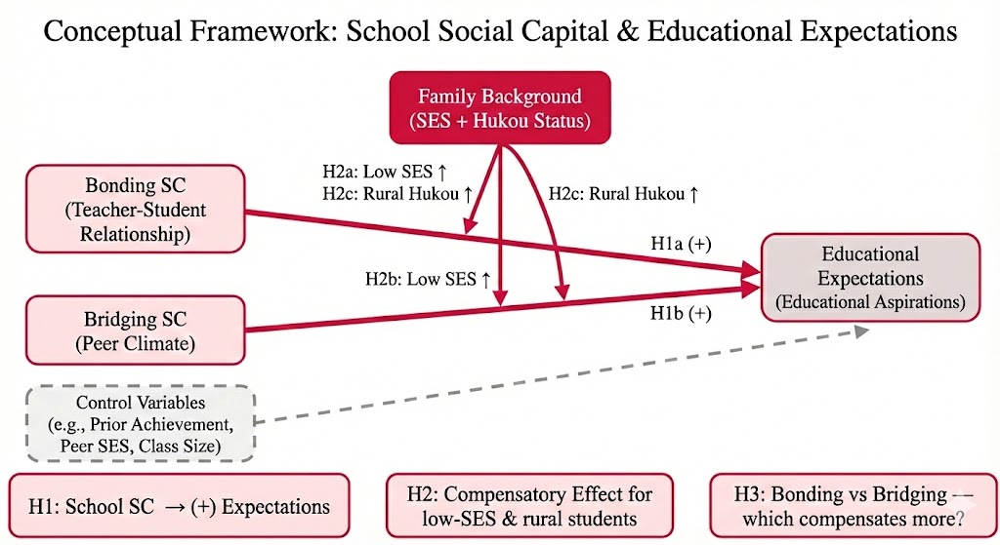 Conceptual Framework: School Social Capital & Educational Expectations
Family Background
(SES + Hukou Status)
H2a: Low SES ↑
H2c: Rural Hukou ↑
H2c: Rural Hukou ↑
Bonding SC
(Teacher-Student
Relationship)
H1a (+)
Educational
Expectations
(Educational Aspirations)
H2b: Low SES ↑
Bridging SC
(Peer Climate)
H1b (+)
Control Variables
(e.g., Prior Achievement,
Peer SES, Class Size)
H1: School SC → (+) Expectations
H2: Compensatory Effect for
low-SES & rural students
H3: Bonding vs Bridging —
which compensates more?